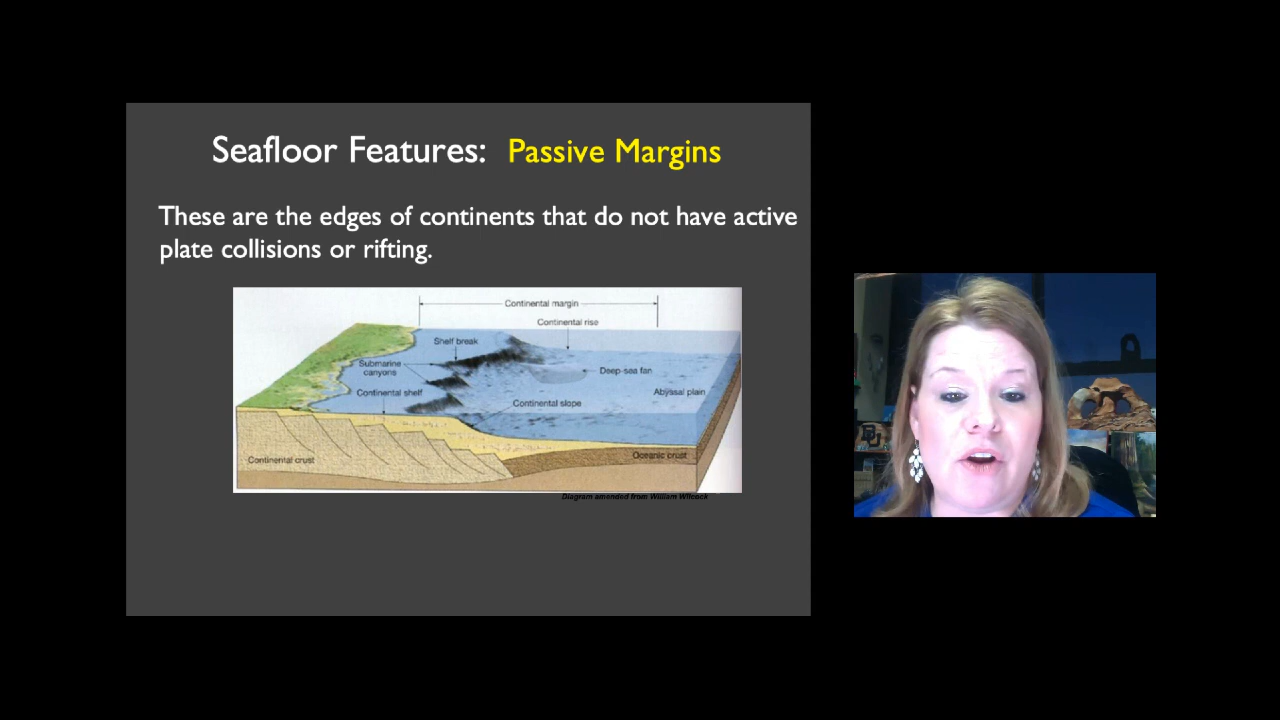 Seafloor Features: Passive Margins
These are the edges of continents that do not have active
plate collisions or rifting.
Continental margin
Continental rise
Shelf break
Submarine
canyons
Deep-sea fan
Continental shelf
Abyssal plain
Continental slope
Continental crust
Oceanic crust
Diagram amended from William Wilcock